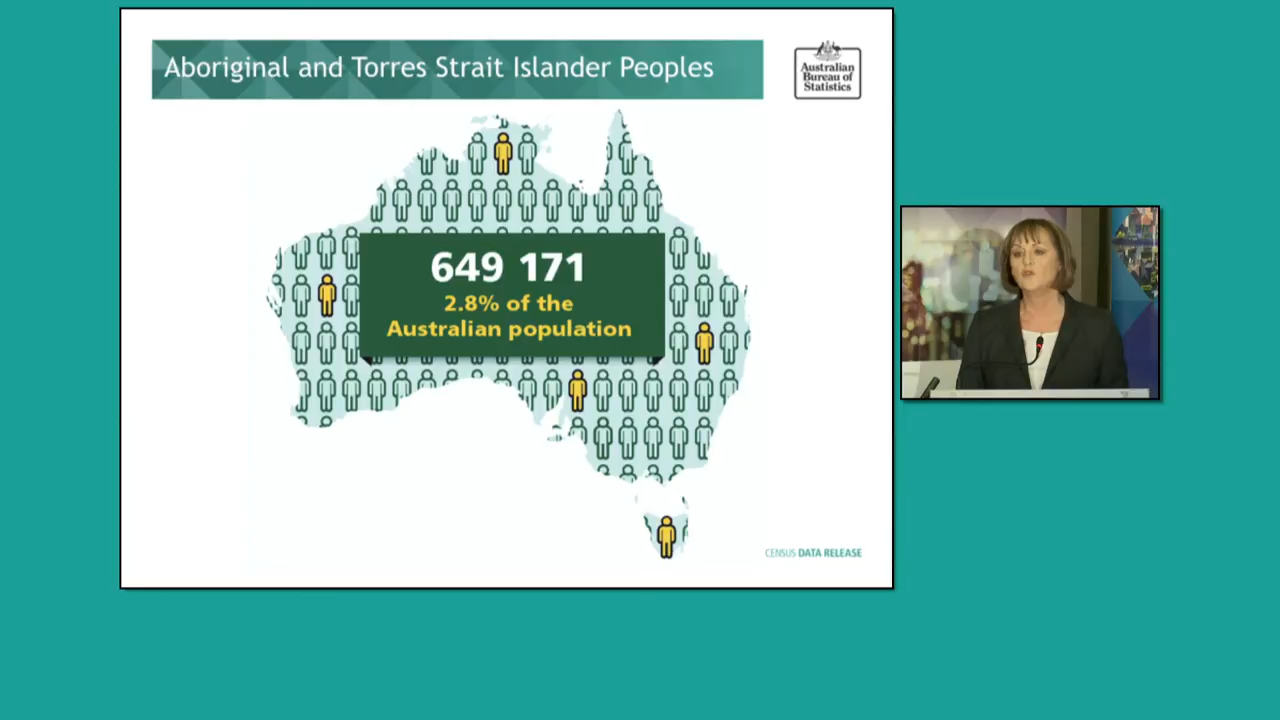 Aboriginal and Torres Strait Islander Peoples
Australian
Bureau of
Statistics
649 171
2.8% of the
Australian population
CENSUS DATA RELEASE